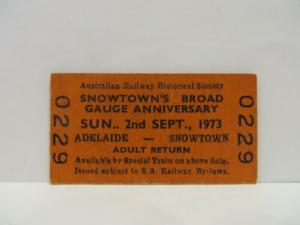 Australian Railway Historical Society
SNOWTOWN'S BROAD
GAUGE ANNIVERSARY
SUN.. 2nd SEPT., 1973
ADELAIDE — SNOWTOWN
ADULT RETURN
Available by Special Train on above date.
Issued subject to S.A. Railway By-laws.
0229
0229